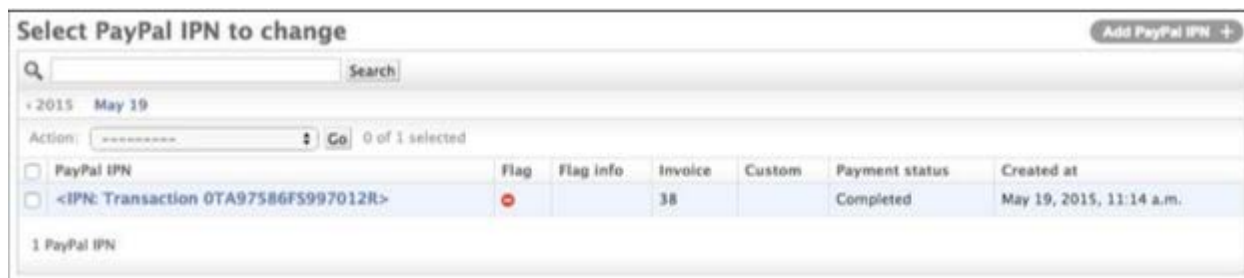 Select PayPal IPN to change
Add PayPal IPN +
Search
‹ 2015 May 19
Action: --------- Go 0 of 1 selected
PayPal IPN Flag Flag info Invoice Custom Payment status Created at
<IPN: Transaction 0TA97586FS997012R> 38 Completed May 19, 2015, 11:14 a.m.
1 PayPal IPN